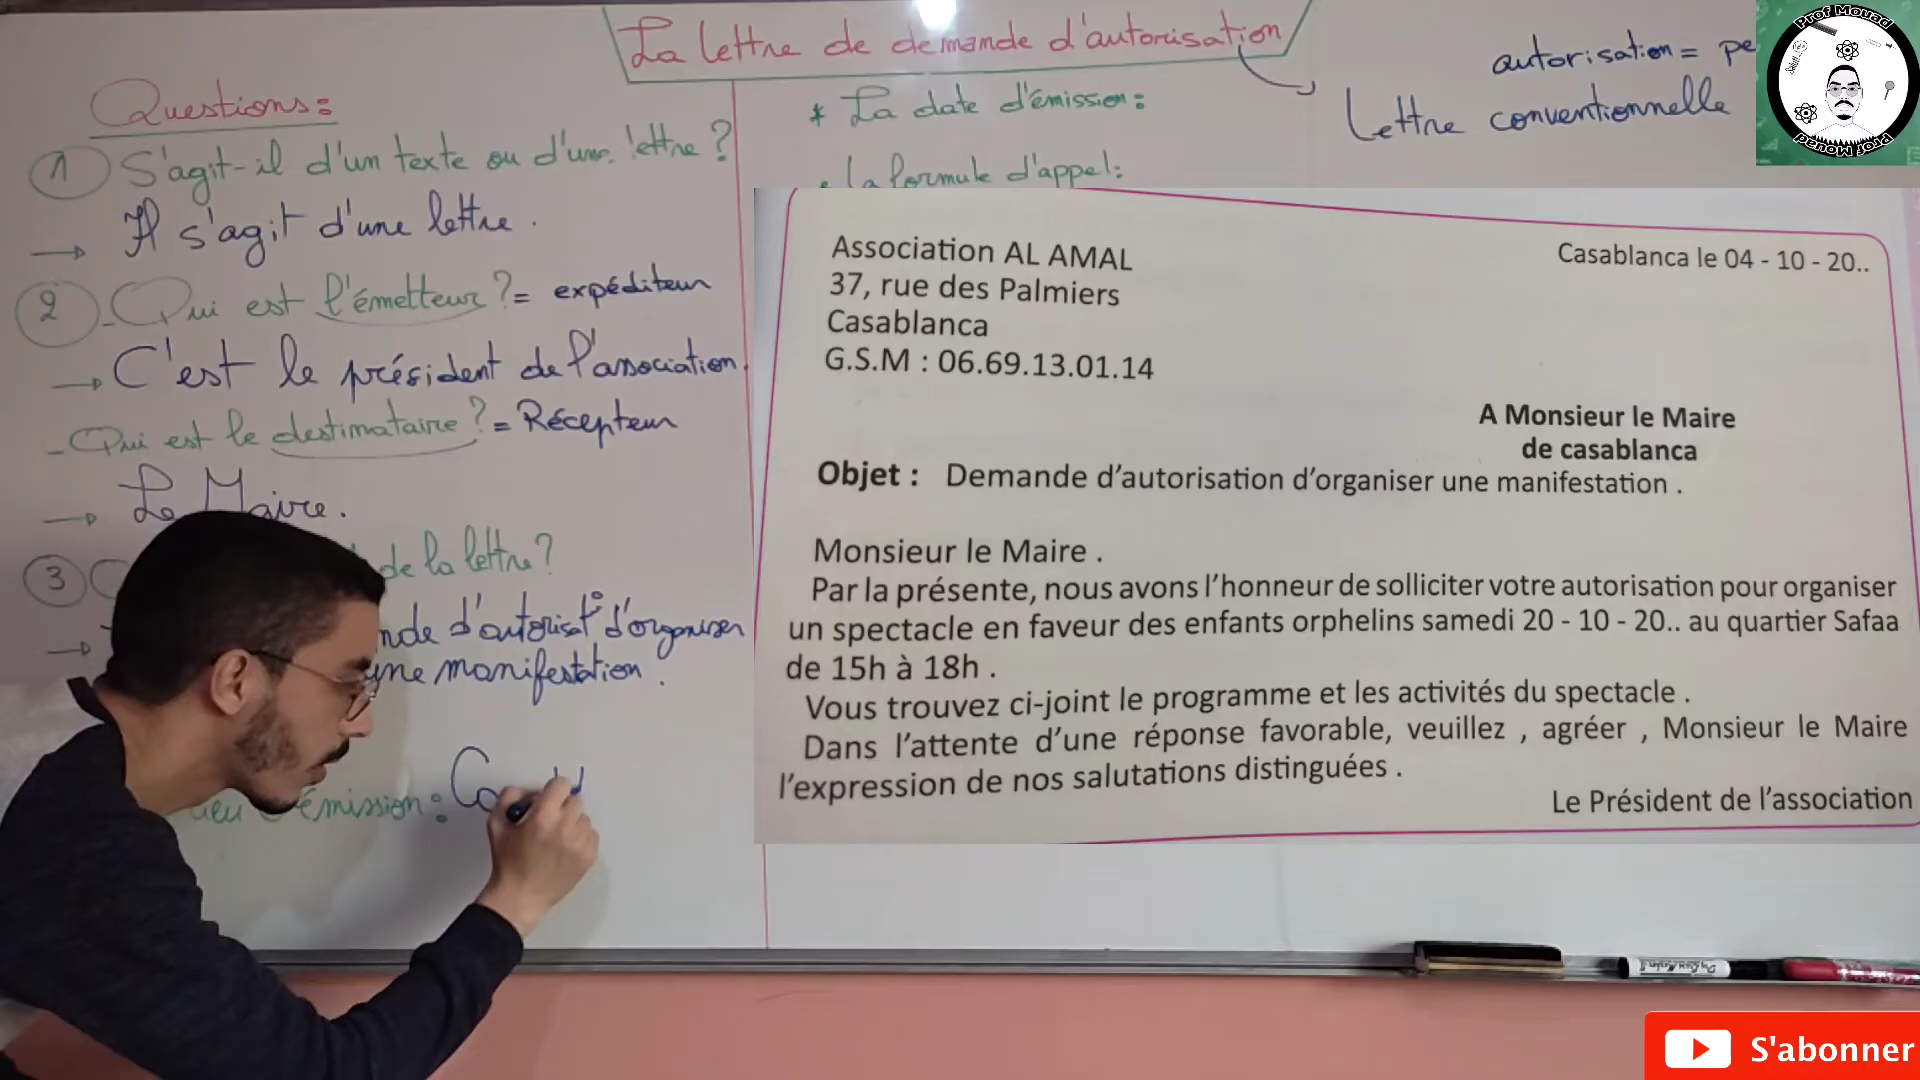 La lettre de demande d'autorisation
autorisation =
Lettre conventionnelle
Prof Mouad
Prof Mouad
Questions:
1 S'agit-il d'un texte ou d'une lettre ?
→ Il s'agit d'une lettre.
2 - Qui est l'émetteur ? = expéditeur
→ C'est le président de l'association.
- Qui est le destinataire ? = Récepteur
→ Le Maire.
3 de la lettre ?
d'autorisat° d'organiser
une manifestation.
émission :
* La date d'émission :
la formule d'appel :
Association AL AMAL
37, rue des Palmiers
Casablanca
G.S.M : 06.69.13.01.14
Casablanca le 04 - 10 - 20..
A Monsieur le Maire
de casablanca
Objet : Demande d'autorisation d'organiser une manifestation .
Monsieur le Maire .
Par la présente, nous avons l'honneur de solliciter votre autorisation pour organiser
un spectacle en faveur des enfants orphelins samedi 20 - 10 - 20.. au quartier Safaa
de 15h à 18h .
Vous trouvez ci-joint le programme et les activités du spectacle .
Dans l'attente d'une réponse favorable, veuillez , agréer , Monsieur le Maire
l'expression de nos salutations distinguées .
Le Président de l'association
S'abonner